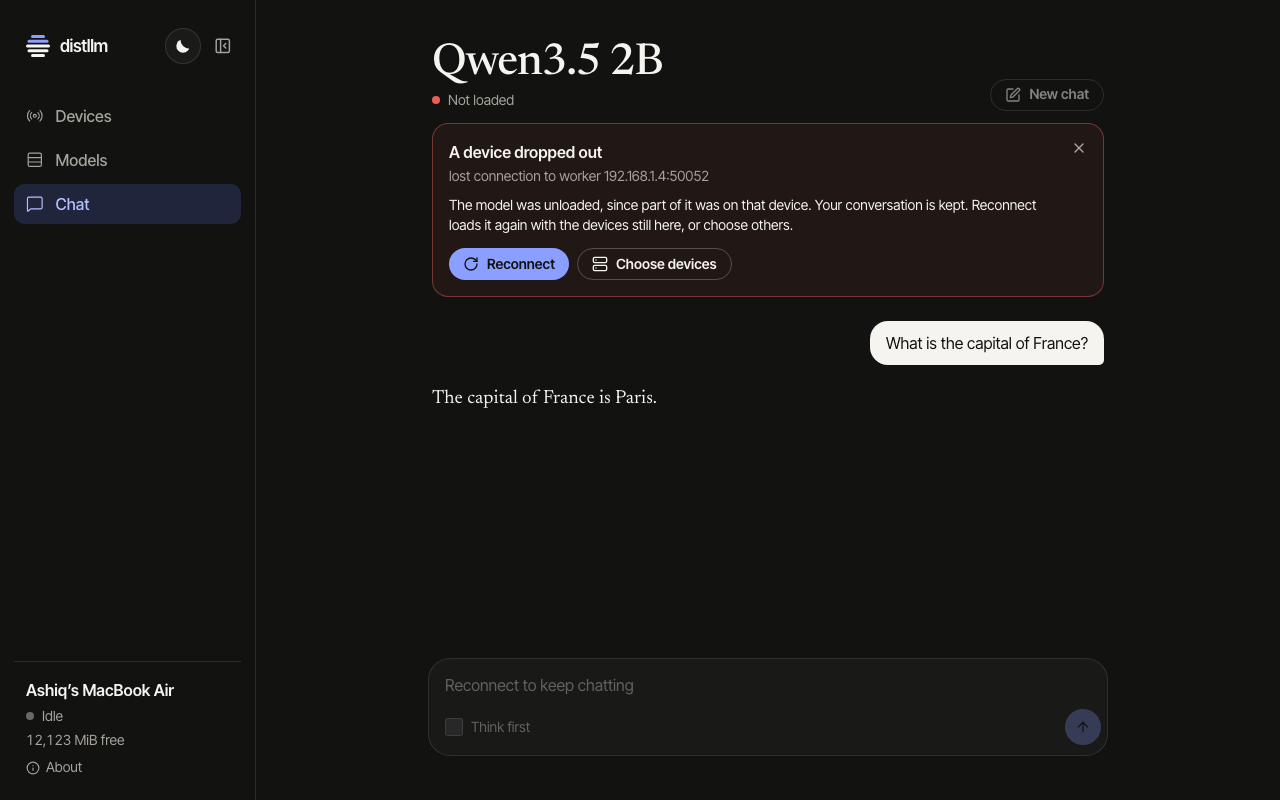 distllm
Devices
Models
Chat
Qwen3.5 2B
Not loaded
New chat
A device dropped out
lost connection to worker 192.168.1.4:50052
The model was unloaded, since part of it was on that device. Your conversation is kept. Reconnect
loads it again with the devices still here, or choose others.
Reconnect
Choose devices
What is the capital of France?
The capital of France is Paris.
Reconnect to keep chatting
Think first
Ashiq’s MacBook Air
Idle
12,123 MiB free
About